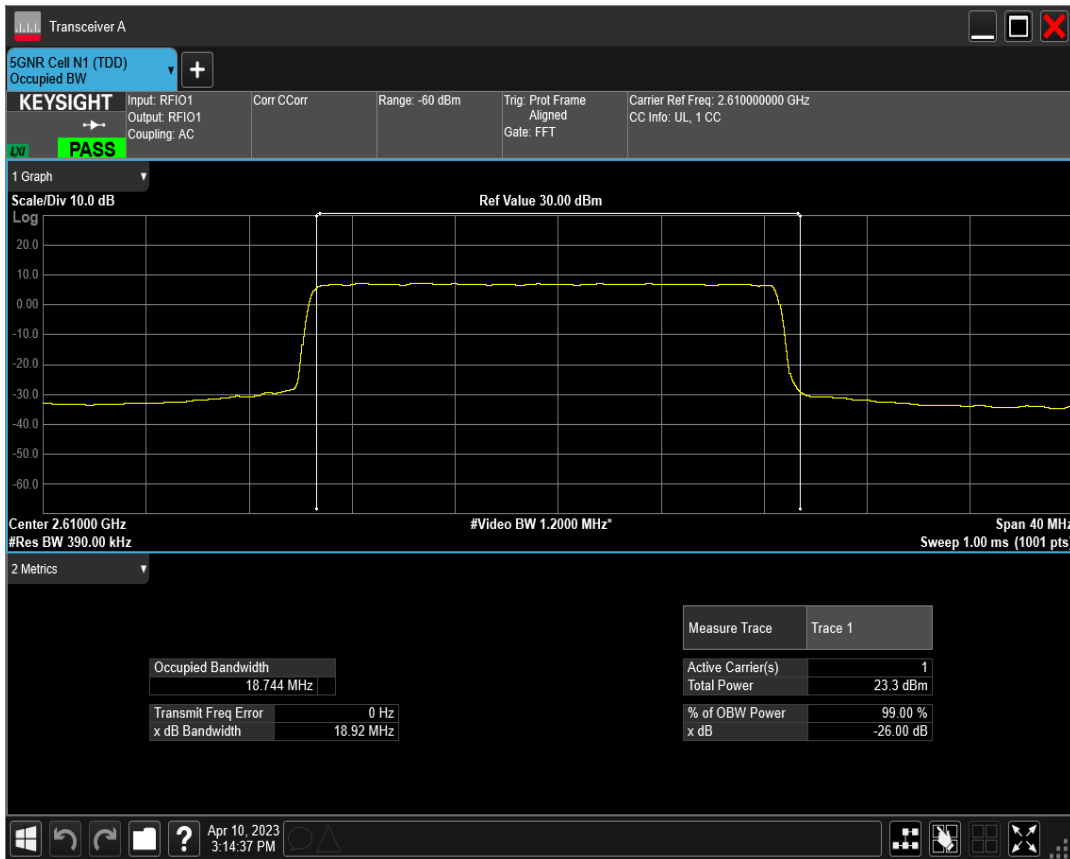 Transceiver A
5GNR Cell N1 (TDD)
Occupied BW
+
KEYSIGHT
LXI
PASS
Input: RFIO1
Output: RFIO1
Coupling: AC
Corr CCorr
Range: -60 dBm
Trig: Prot Frame
Aligned
Gate: FFT
Carrier Ref Freq: 2.610000000 GHz
CC Info: UL, 1 CC
1 Graph
Scale/Div 10.0 dB
Ref Value 30.00 dBm
Log
20.0
10.0
0.00
-10.0
-20.0
-30.0
-40.0
-50.0
-60.0
Center 2.61000 GHz
#Video BW 1.2000 MHz*
Span 40 MHz
#Res BW 390.00 kHz
Sweep 1.00 ms (1001 pts)
2 Metrics
Measure Trace Trace 1
Occupied Bandwidth
18.744 MHz
Active Carrier(s) 1
Total Power 23.3 dBm
Transmit Freq Error 0 Hz
x dB Bandwidth 18.92 MHz
% of OBW Power 99.00 %
x dB -26.00 dB
?
Apr 10, 2023
3:14:37 PM